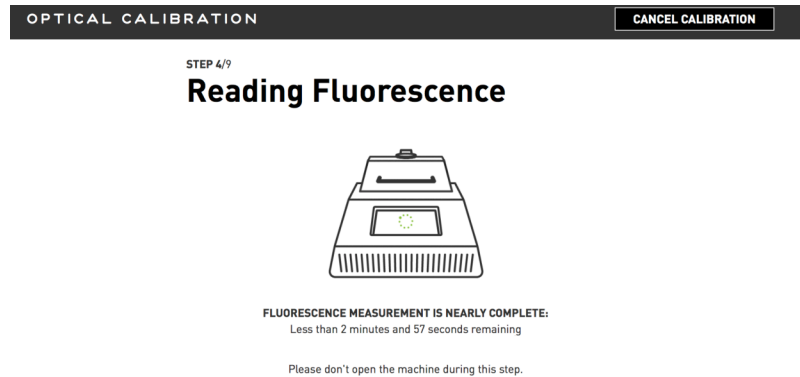 OPTICAL CALIBRATION
CANCEL CALIBRATION
STEP 4/9
Reading Fluorescence
FLUORESCENCE MEASUREMENT IS NEARLY COMPLETE:
Less than 2 minutes and 57 seconds remaining
Please don't open the machine during this step.